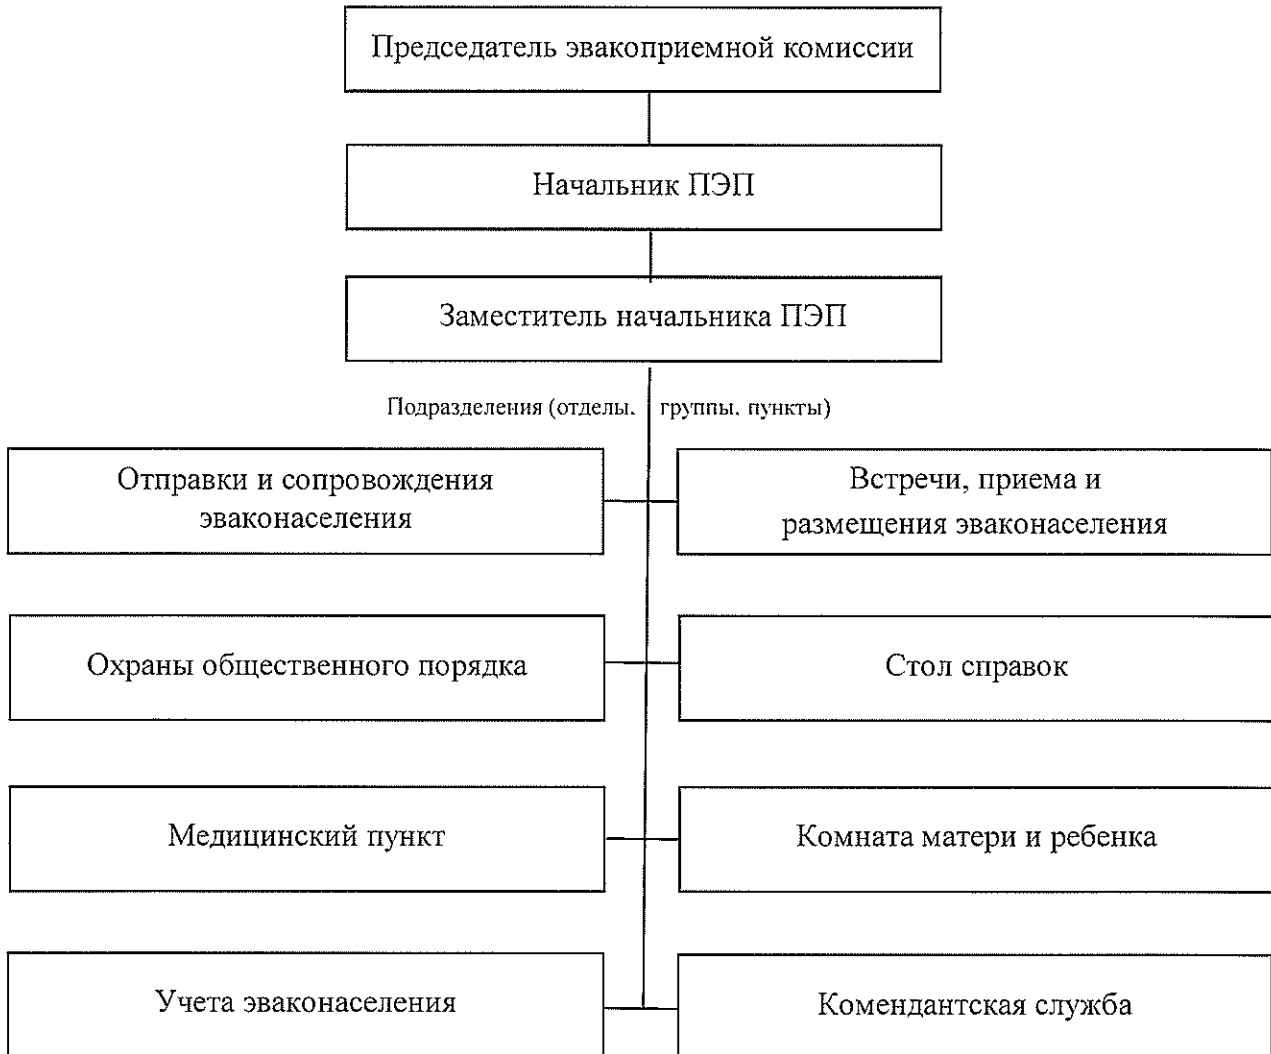 Председатель эвакоприемной комиссии
Начальник ПЭП
Заместитель начальника ПЭП
Подразделения (отделы, группы, пункты)
Отправки и сопровождения
эваконаселения
Встречи, приема и
размещения эваконаселения
Охраны общественного порядка
Стол справок
Медицинский пункт
Комната матери и ребенка
Учета эваконаселения
Комендантская служба